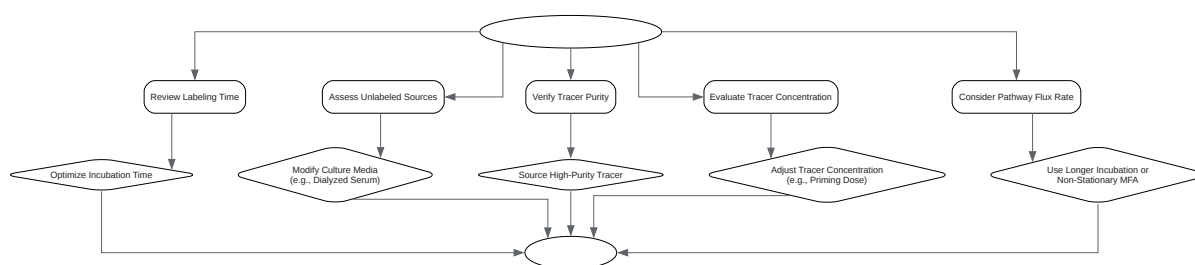 Review Labeling Time
Assess Unlabeled Sources
Verify Tracer Purity
Evaluate Tracer Concentration
Consider Pathway Flux Rate
Optimize Incubation Time
Modify Culture Media
(e.g., Dialyzed Serum)
Source High-Purity Tracer
Adjust Tracer Concentration
(e.g., Priming Dose)
Use Longer Incubation or
Non-Stationary MFA